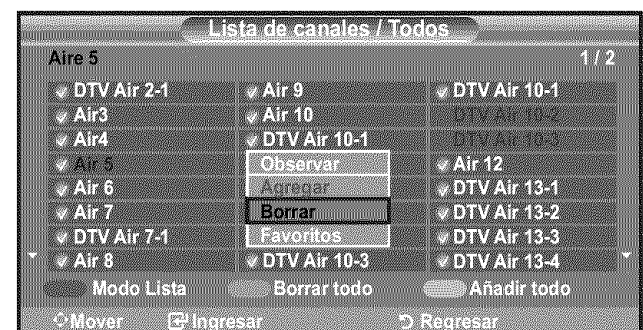 Lista de canales / Todos
Aire 5 1 / 2
DTV Air 2-1 Air 9 DTV Air 10-1
Air3 Air 10 DTV Air 10-2
Air4 DTV Air 10-1 DTV Air 10-3
Air 5 Observar Air 12
Air 6 Agregar DTV Air 13-1
Air 7 Borrar DTV Air 13-2
DTV Air 7-1 Favoritos DTV Air 13-3
Air 8 DTV Air 10-3 DTV Air 13-4
Modo Lista Borrar todo Añadir todo
Mover Ingresar Regresar